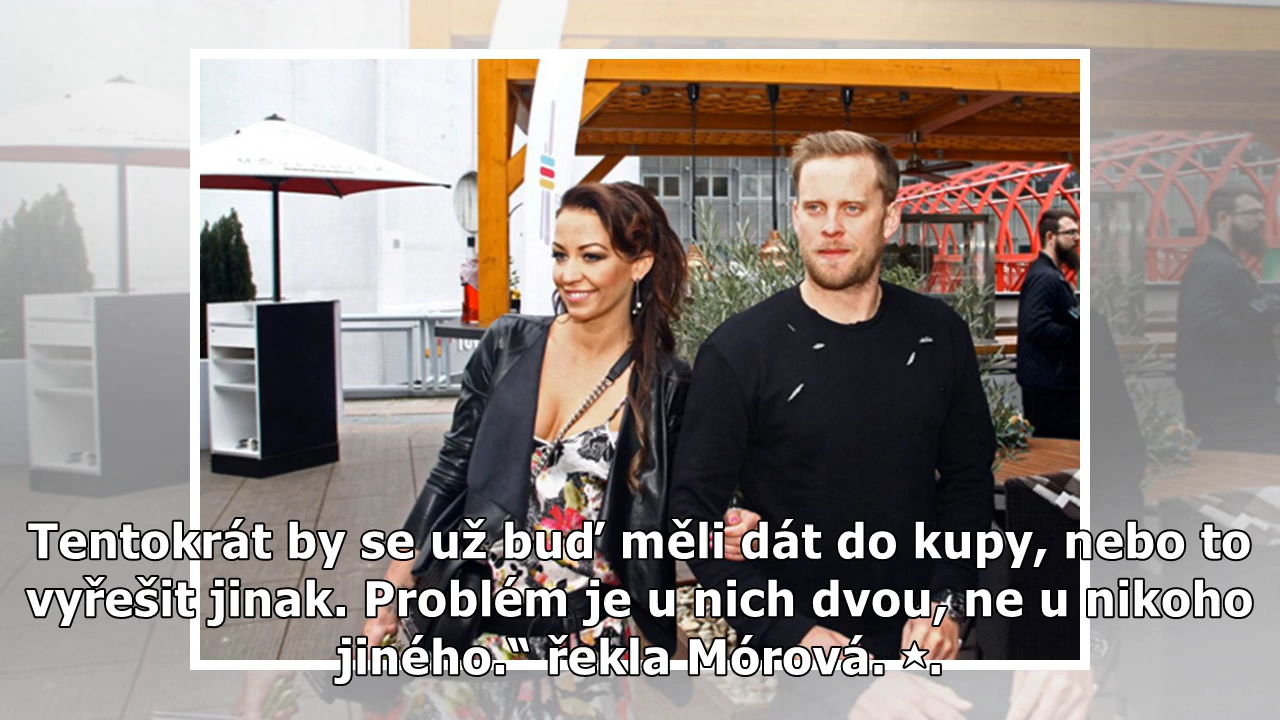 MÖVENPICK
Tentokrát by se už buď měli dát do kupy, nebo to
vyřešit jinak. Problém je u nich dvou, ne u nikoho
jiného.“ řekla Mórová. ★.